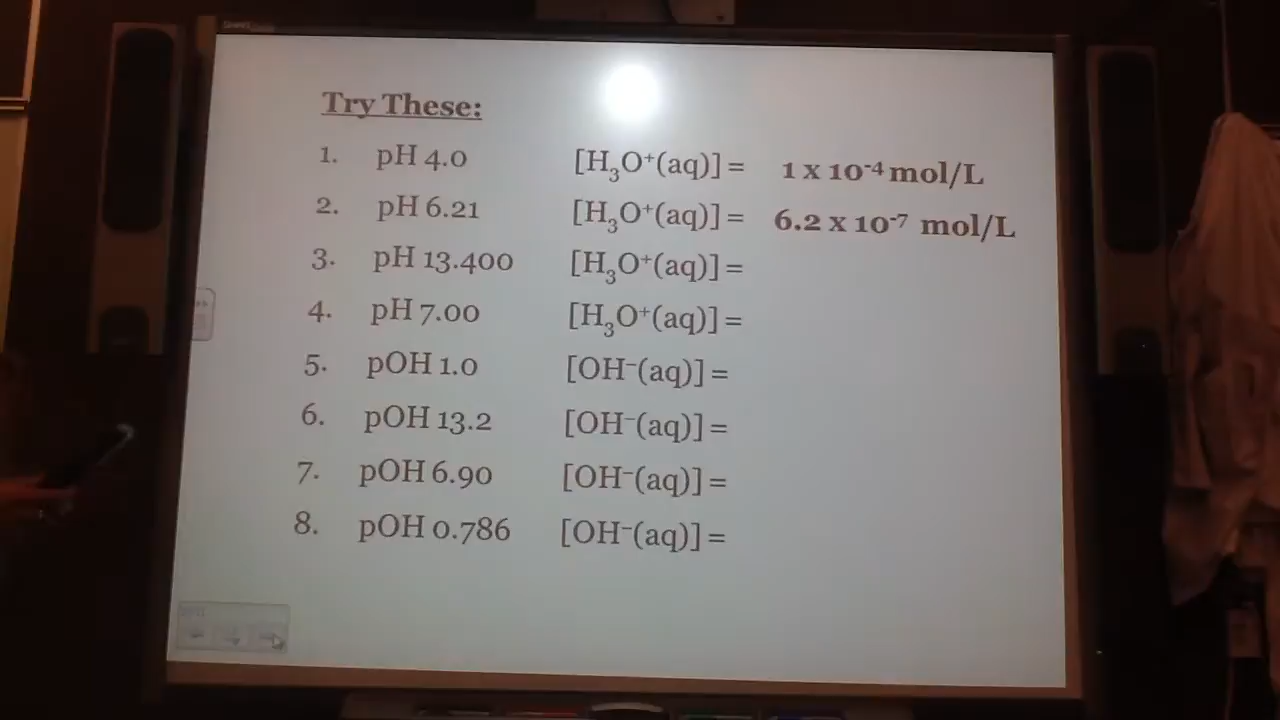 Try These:
1. pH 4.0 [H₃O⁺(aq)] = 1 x 10⁻⁴ mol/L
2. pH 6.21 [H₃O⁺(aq)] = 6.2 x 10⁻⁷ mol/L
3. pH 13.400 [H₃O⁺(aq)] =
4. pH 7.00 [H₃O⁺(aq)] =
5. pOH 1.0 [OH⁻(aq)] =
6. pOH 13.2 [OH⁻(aq)] =
7. pOH 6.90 [OH⁻(aq)] =
8. pOH 0.786 [OH⁻(aq)] =